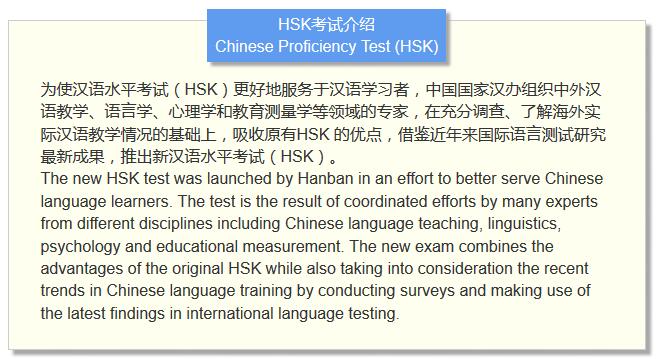 HSK考试介绍
Chinese Proficiency Test (HSK)
为使汉语水平考试（HSK）更好地服务于汉语学习者，中国国家汉办组织中外汉
语教学、语言学、心理学和教育测量学等领域的专家，在充分调查、了解海外实
际汉语教学情况的基础上，吸收原有HSK 的优点，借鉴近年来国际语言测试研究
最新成果，推出新汉语水平考试（HSK）。
The new HSK test was launched by Hanban in an effort to better serve Chinese
language learners. The test is the result of coordinated efforts by many experts
from different disciplines including Chinese language teaching, linguistics,
psychology and educational measurement. The new exam combines the
advantages of the original HSK while also taking into consideration the recent
trends in Chinese language training by conducting surveys and making use of
the latest findings in international language testing.